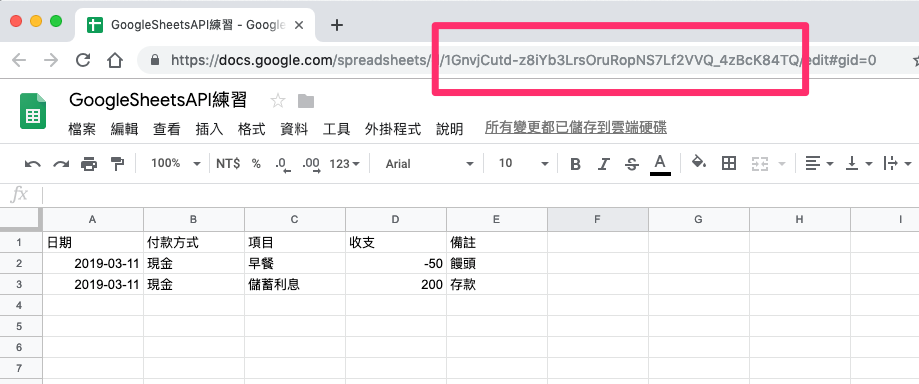 GoogleSheetsAPI練習 - Google
https://docs.google.com/spreadsheets/ /1GnvjCutd-z8iYb3LrsOruRopNS7Lf2VVQ_4zBcK84TQ/edit#gid=0
GoogleSheetsAPI練習
檔案 編輯 查看 插入 格式 資料 工具 外掛程式 說明 所有變更都已儲存到雲端硬碟
100% NT$ % .0 .00 123 Arial 10 B I S A
fx
A B C D E F G H I
1 日期 付款方式 項目 收支 備註
2 2019-03-11 現金 早餐 -50 饅頭
3 2019-03-11 現金 儲蓄利息 200 存款
4
5
6
7